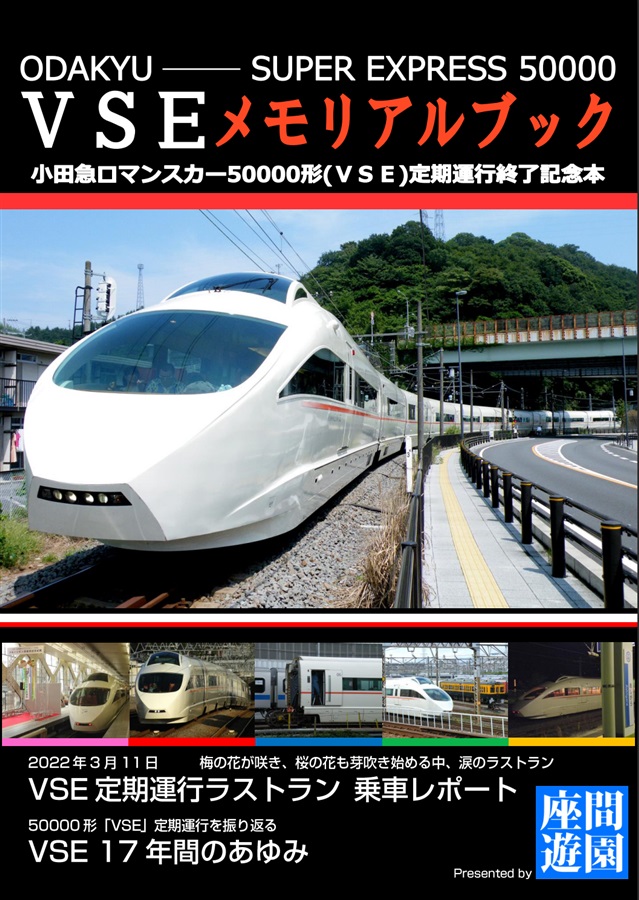 ODAKYU ── SUPER EXPRESS 50000
VSEメモリアルブック
小田急ロマンスカー50000形(VSE)定期運行終了記念本
2022年3月11日 梅の花が咲き、桜の花も芽吹き始める中、涙のラストラン
VSE定期運行ラストラン 乗車レポート
50000形「VSE」定期運行を振り返る
VSE 17年間のあゆみ
Presented by
座間
遊園